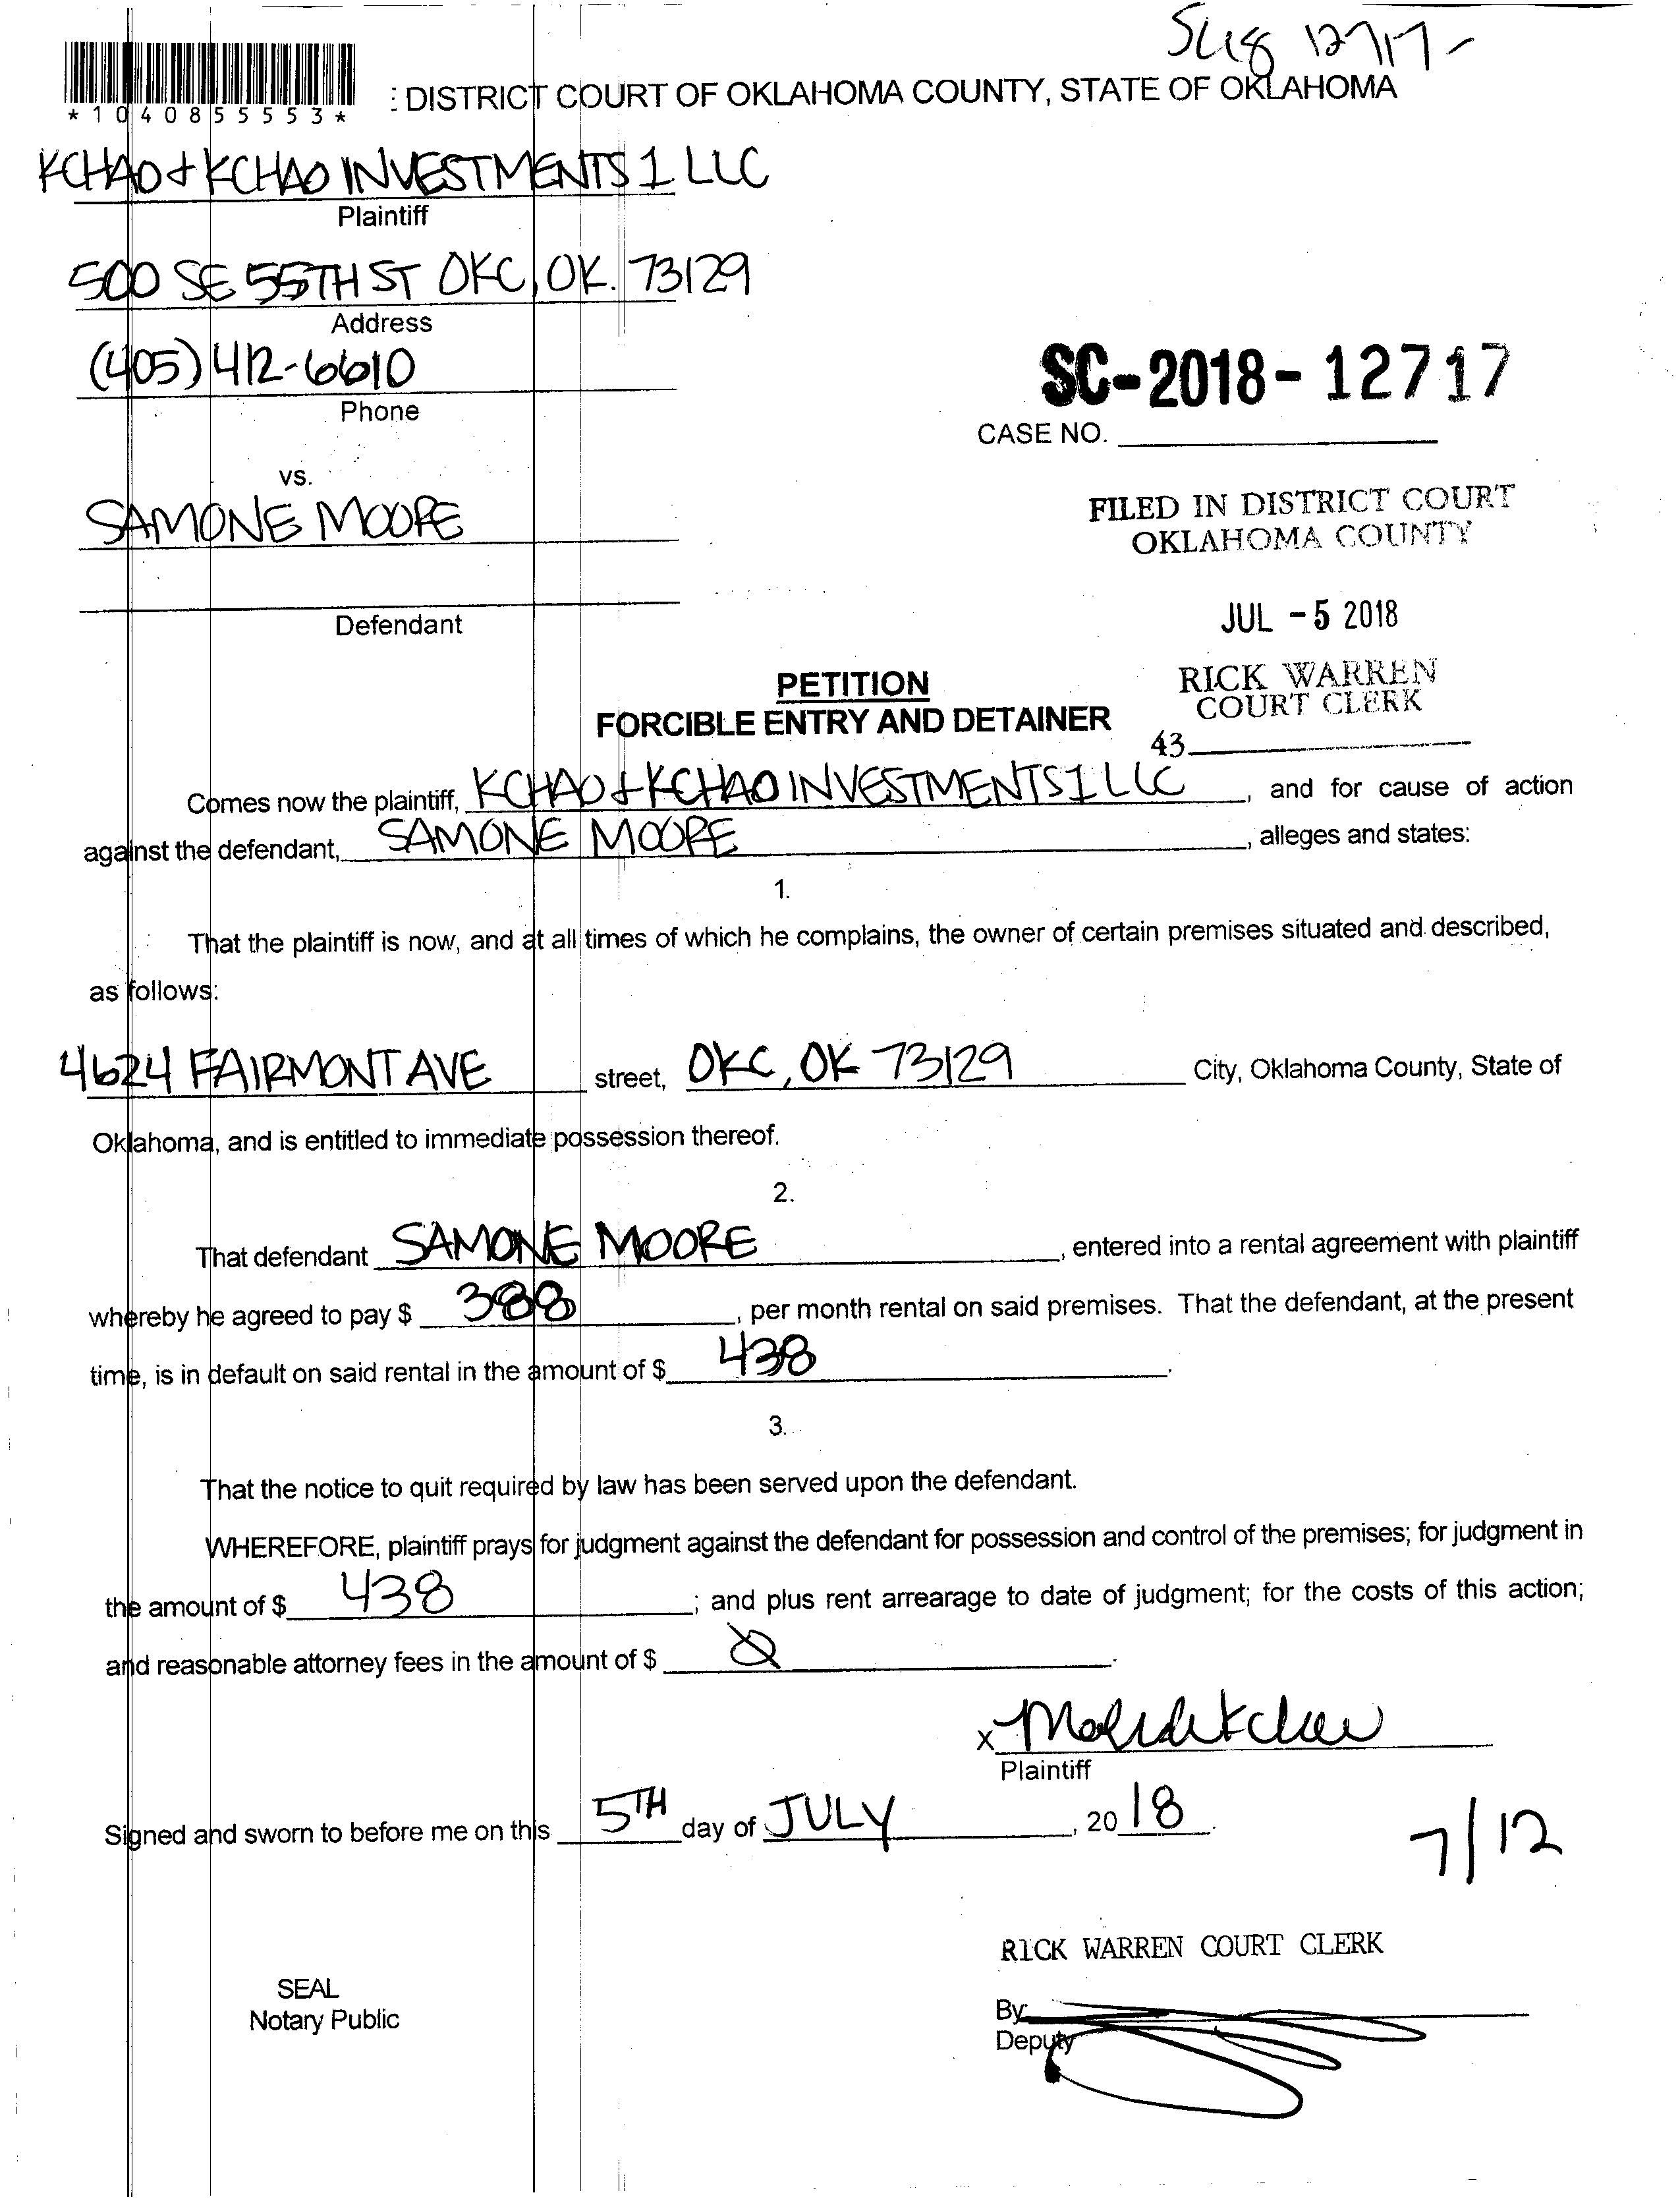 SC18 12717-
*1040855553*
: DISTRICT COURT OF OKLAHOMA COUNTY, STATE OF OKLAHOMA
KCHAO & KCHAO INVESTMENTS 1 LLC
Plaintiff
500 SE 55TH ST OKC, OK. 73129
Address
(405) 412-6610
Phone
SC-2018-12717
CASE NO.
vs.
SAMONE MOORE
FILED IN DISTRICT COURT
OKLAHOMA COUNTY
Defendant
JUL -5 2018
PETITION
FORCIBLE ENTRY AND DETAINER
RICK WARREN
COURT CLERK
43
Comes now the plaintiff, KCHAO & KCHAO INVESTMENTS 1 LLC, and for cause of action
against the defendant, SAMONE MOORE, alleges and states:
1.
That the plaintiff is now, and at all times of which he complains, the owner of certain premises situated and described,
as follows:
4624 FAIRMONT AVE street, OKC, OK 73129 City, Oklahoma County, State of
Oklahoma, and is entitled to immediate possession thereof.
2.
That defendant SAMONE MOORE, entered into a rental agreement with plaintiff
whereby he agreed to pay $ 388, per month rental on said premises. That the defendant, at the present
time, is in default on said rental in the amount of $ 438.
3.
That the notice to quit required by law has been served upon the defendant.
WHEREFORE, plaintiff prays for judgment against the defendant for possession and control of the premises; for judgment in
the amount of $ 438; and plus rent arrearage to date of judgment; for the costs of this action;
and reasonable attorney fees in the amount of $ Ø.
X
Plaintiff
Signed and sworn to before me on this 5TH day of JULY, 20 18.
7/12
RICK WARREN COURT CLERK
SEAL
Notary Public
By
Deputy